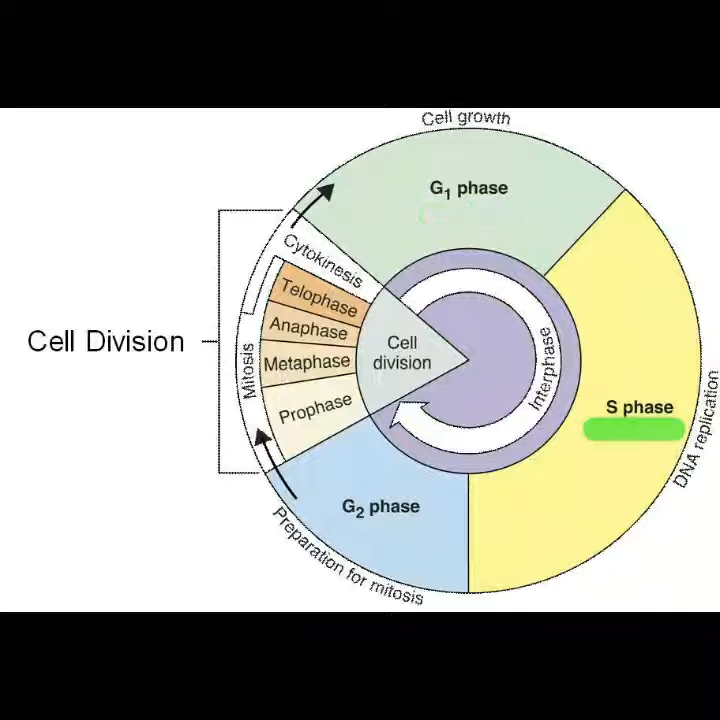 Cell growth
G1 phase
Cytokinesis
Telophase
Anaphase
Metaphase
Prophase
Mitosis
Cell Division
Cell
division
Interphase
S phase
DNA replication
G2 phase
Preparation for mitosis